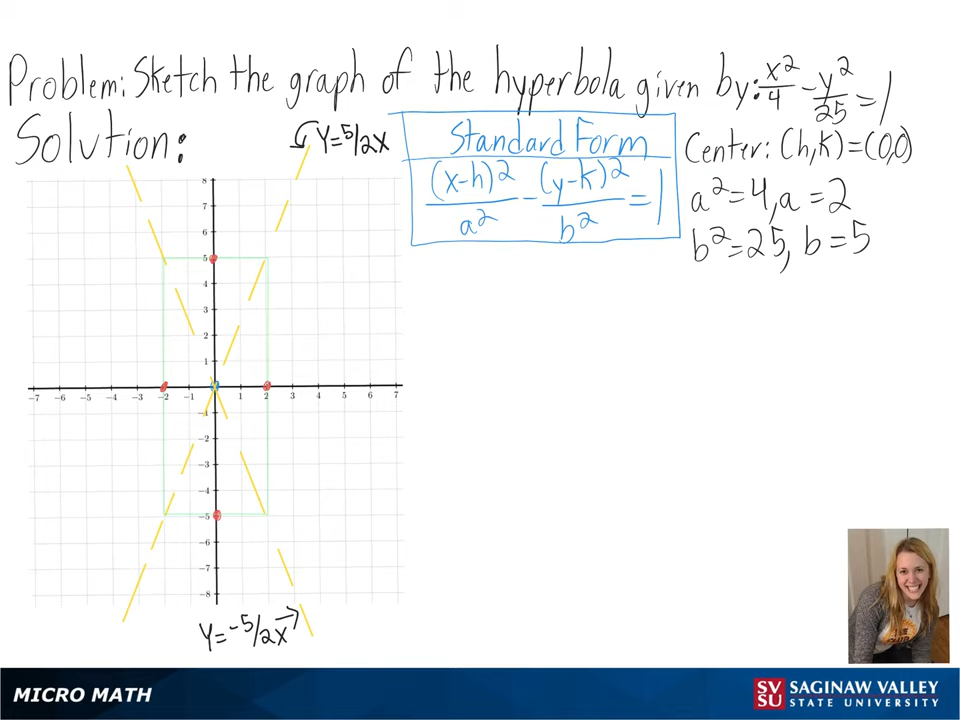 Problem: Sketch the graph of the hyperbola given by: x²/4 - y²/25 = 1
Solution:
Y=5/2x
Standard Form
(x-h)²/a² - (y-k)²/b² = 1
Center: (h,k)=(0,0)
a²=4, a=2
b²=25, b=5
8
7
6
5
4
3
2
1
-7 -6 -5 -4 -3 -2 -1 1 2 3 4 5 6 7
-1
-2
-3
-4
-5
-6
-7
-8
Y=-5/2x
MICRO MATH
SV SU SAGINAW VALLEY
STATE UNIVERSITY